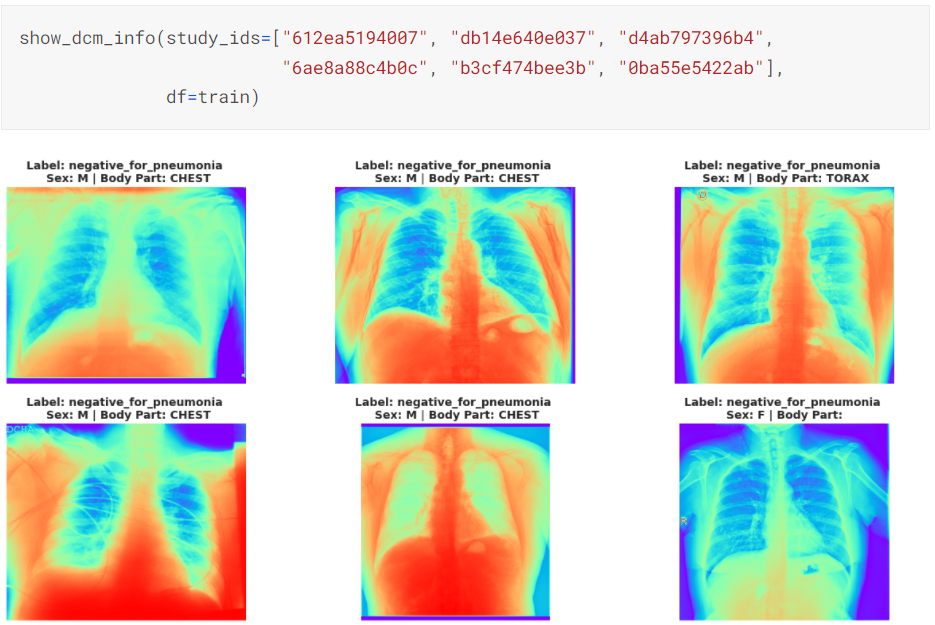 show_dcm_info(study_ids=["612ea5194007", "db14e640e037", "d4ab797396b4",
"6ae8a88c4b0c", "b3cf474bee3b", "0ba55e5422ab"],
df=train)
Label: negative_for_pneumonia
Sex: M | Body Part: CHEST
Label: negative_for_pneumonia
Sex: M | Body Part: CHEST
Label: negative_for_pneumonia
Sex: M | Body Part: TORAX
Label: negative_for_pneumonia
Sex: M | Body Part: CHEST
Label: negative_for_pneumonia
Sex: M | Body Part: CHEST
Label: negative_for_pneumonia
Sex: F | Body Part:
R